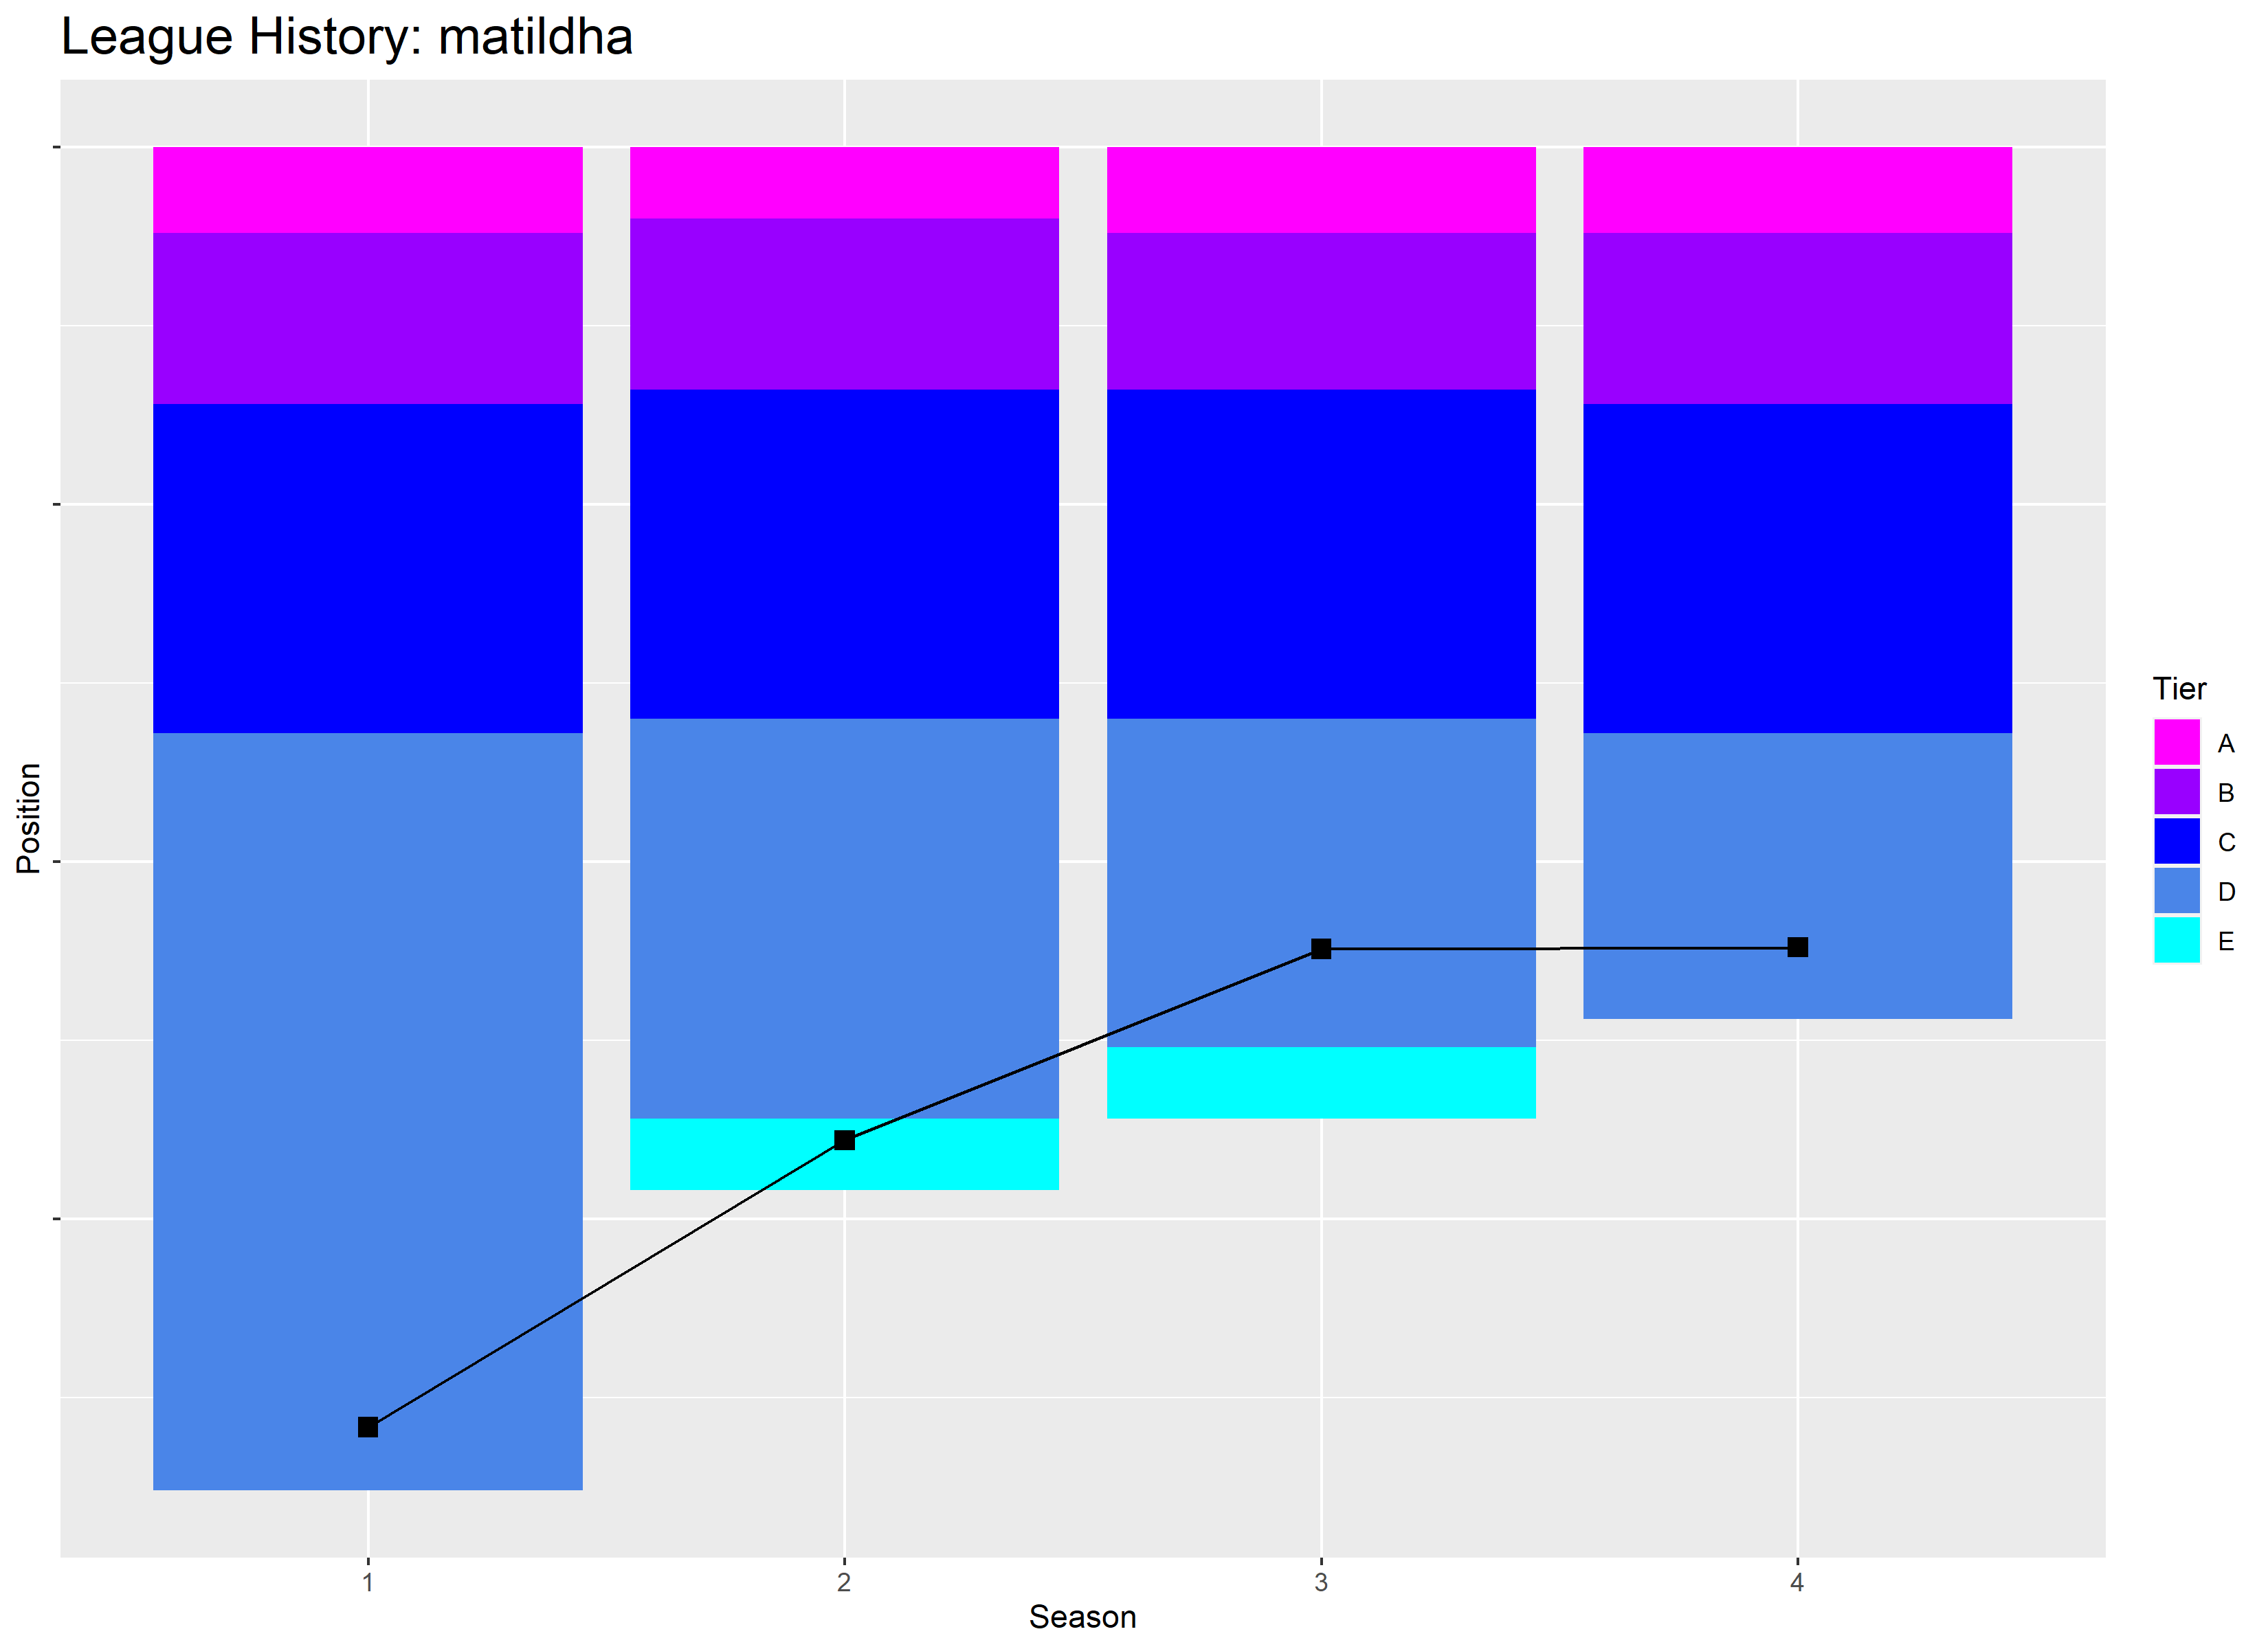 League History: matildha
Position
Tier
A
B
C
D
E
1 2 3 4
Season